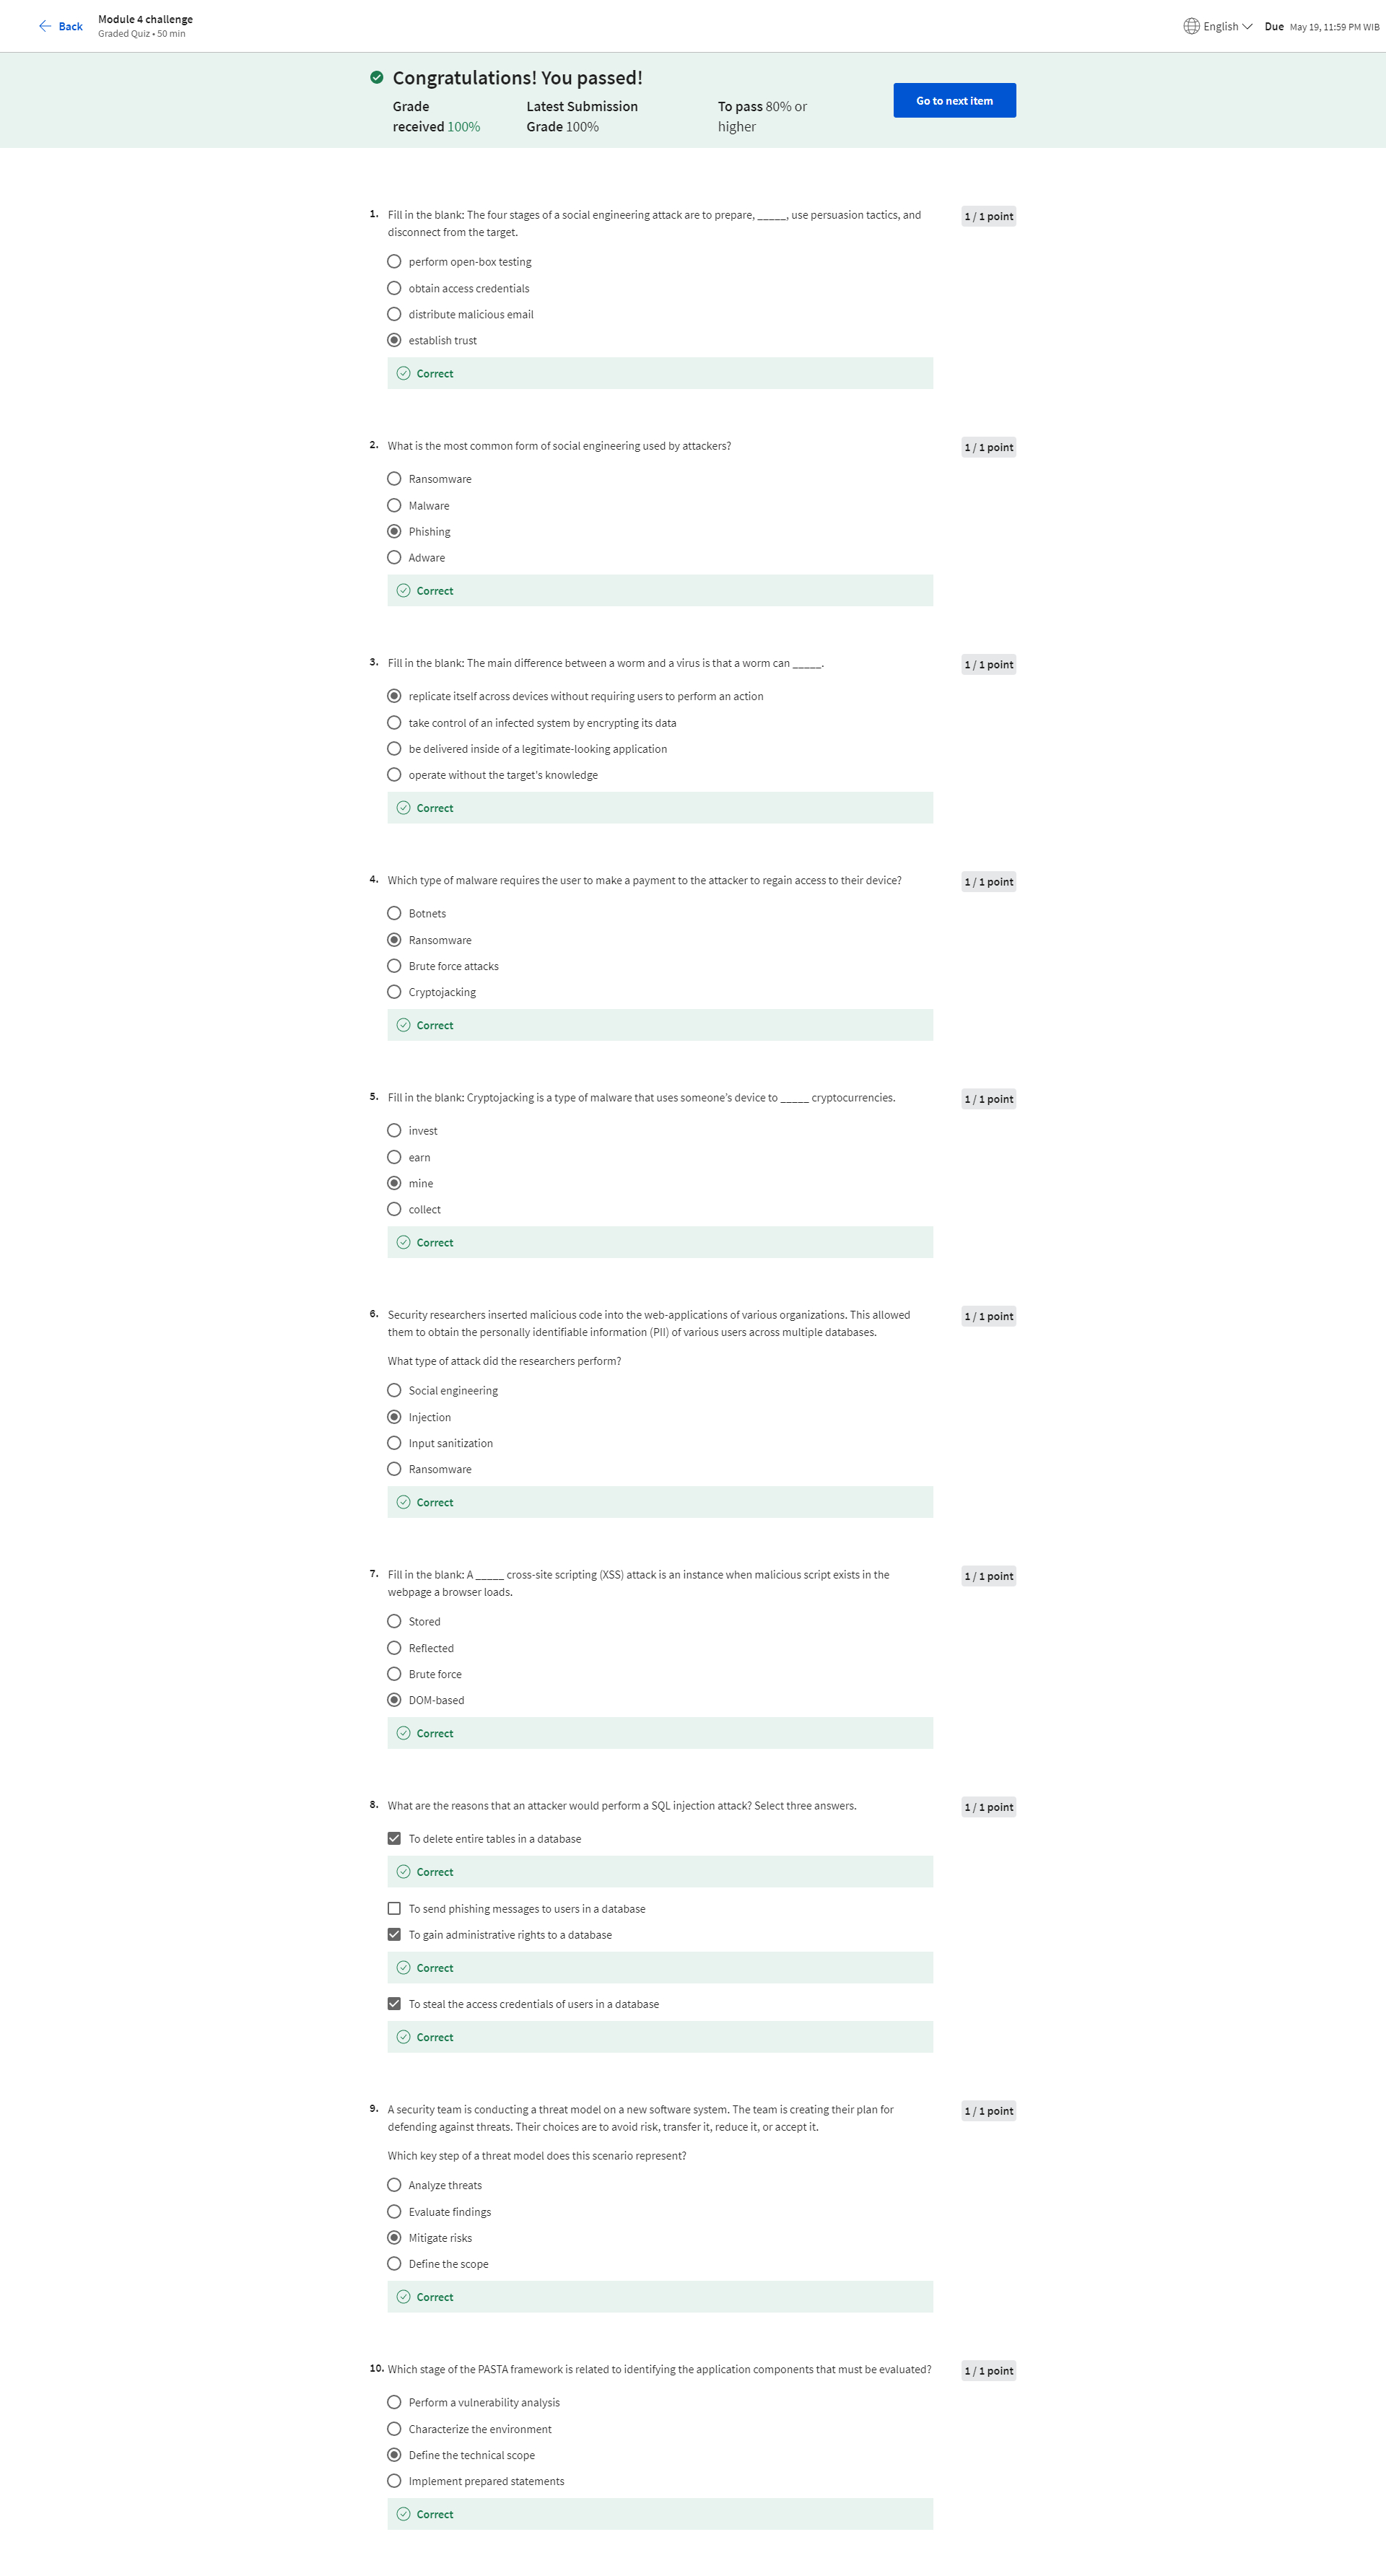 Back
Module 4 challenge
Graded Quiz • 50 min
English
Due May 19, 11:59 PM WIB
Congratulations! You passed!
Grade received 100%
Latest Submission Grade 100%
To pass 80% or higher
Go to next item
1. Fill in the blank: The four stages of a social engineering attack are to prepare, _____, use persuasion tactics, and
disconnect from the target.
1 / 1 point
perform open-box testing
obtain access credentials
distribute malicious email
establish trust
Correct
2. What is the most common form of social engineering used by attackers?
1 / 1 point
Ransomware
Malware
Phishing
Adware
Correct
3. Fill in the blank: The main difference between a worm and a virus is that a worm can _____.
1 / 1 point
replicate itself across devices without requiring users to perform an action
take control of an infected system by encrypting its data
be delivered inside of a legitimate-looking application
operate without the target's knowledge
Correct
4. Which type of malware requires the user to make a payment to the attacker to regain access to their device?
1 / 1 point
Botnets
Ransomware
Brute force attacks
Cryptojacking
Correct
5. Fill in the blank: Cryptojacking is a type of malware that uses someone's device to _____ cryptocurrencies.
1 / 1 point
invest
earn
mine
collect
Correct
6. Security researchers inserted malicious code into the web-applications of various organizations. This allowed
them to obtain the personally identifiable information (PII) of various users across multiple databases.
1 / 1 point
What type of attack did the researchers perform?
Social engineering
Injection
Input sanitization
Ransomware
Correct
7. Fill in the blank: A _____ cross-site scripting (XSS) attack is an instance when malicious script exists in the
webpage a browser loads.
1 / 1 point
Stored
Reflected
Brute force
DOM-based
Correct
8. What are the reasons that an attacker would perform a SQL injection attack? Select three answers.
1 / 1 point
To delete entire tables in a database
Correct
To send phishing messages to users in a database
To gain administrative rights to a database
Correct
To steal the access credentials of users in a database
Correct
9. A security team is conducting a threat model on a new software system. The team is creating their plan for
defending against threats. Their choices are to avoid risk, transfer it, reduce it, or accept it.
1 / 1 point
Which key step of a threat model does this scenario represent?
Analyze threats
Evaluate findings
Mitigate risks
Define the scope
Correct
10. Which stage of the PASTA framework is related to identifying the application components that must be evaluated?
1 / 1 point
Perform a vulnerability analysis
Characterize the environment
Define the technical scope
Implement prepared statements
Correct